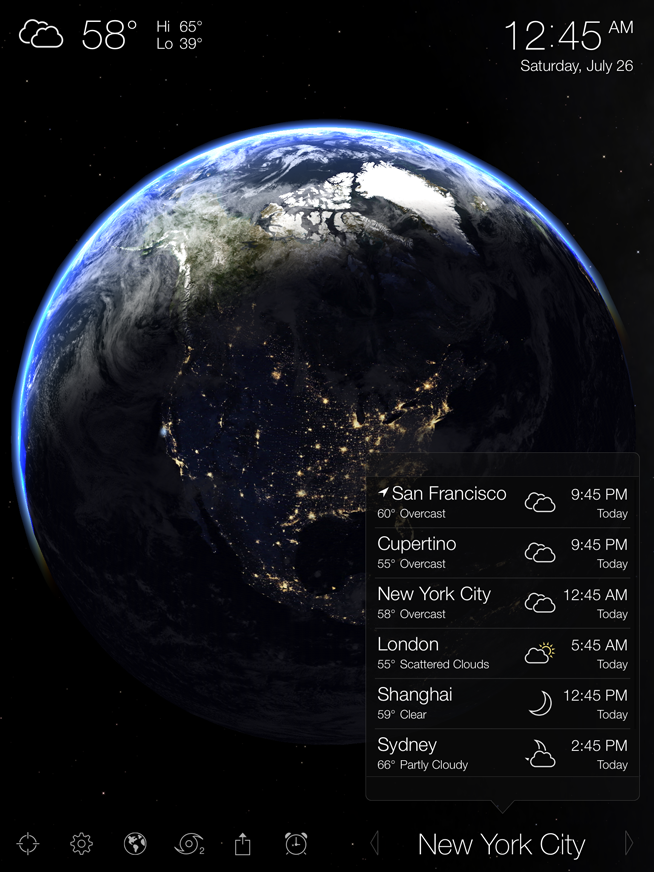 58° Hi 65°
Lo 39°
12:45 AM
Saturday, July 26
San Francisco 9:45 PM
60° Overcast Today
Cupertino 9:45 PM
55° Overcast Today
New York City 12:45 AM
58° Overcast Today
London 5:45 AM
55° Scattered Clouds Today
Shanghai 12:45 PM
59° Clear Today
Sydney 2:45 PM
66° Partly Cloudy Today
2
New York City